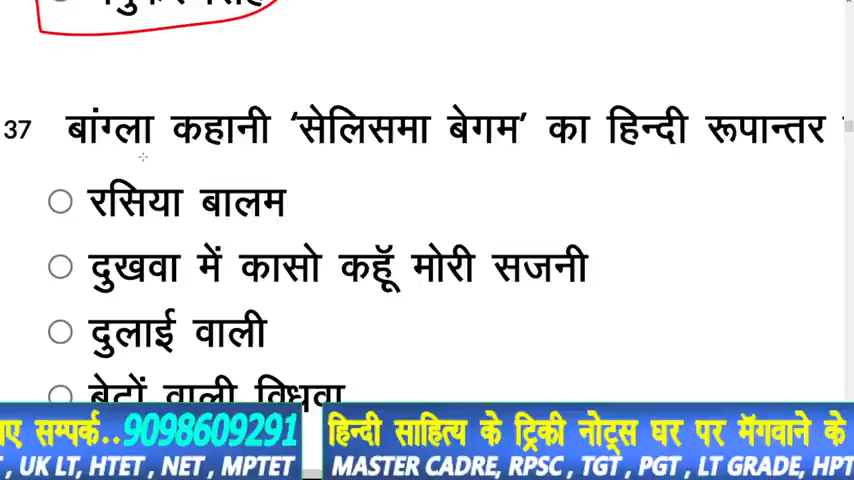 37 बांग्ला कहानी ‘सेलिसमा बेगम’ का हिन्दी रूपान्तर
रसिया बालम
दुखवा में कासो कहूॅं मोरी सजनी
दुलाई वाली
बेटों वाली विधवा
ए सम्पर्क..9098609291 हिन्दी साहित्य के ट्रिकी नोट्स घर पर मॅगवाने के
, UK LT, HTET , NET , MPTET MASTER CADRE, RPSC , TGT , PGT , LT GRADE, HPT